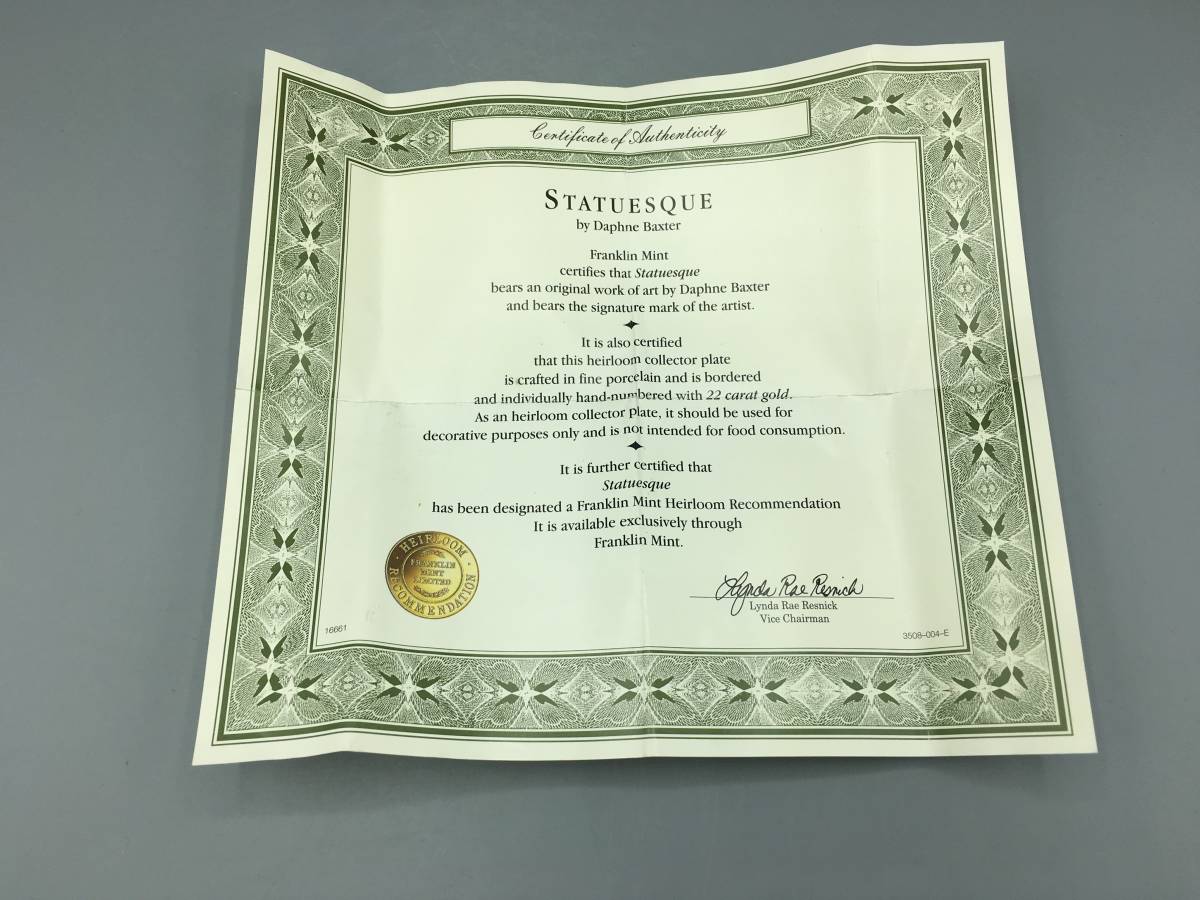 Certificate of Authenticity
STATUESQUE
by Daphne Baxter
Franklin Mint
certifies that Statuesque
bears an original work of art by Daphne Baxter
and bears the signature mark of the artist.
It is also certified
that this heirloom collector plate
is crafted in fine porcelain and is bordered
and individually hand-numbered with 22 carat gold.
As an heirloom collector plate, it should be used for
decorative purposes only and is not intended for food consumption.
It is further certified that
Statuesque
has been designated a Franklin Mint Heirloom Recommendation
It is available exclusively through
Franklin Mint.
HEIRLOOM
FRANKLIN
MINT
LIMITED
RECOMMENDATION
Lynda Rae Resnick
Lynda Rae Resnick
Vice Chairman
16661
3508-004-E